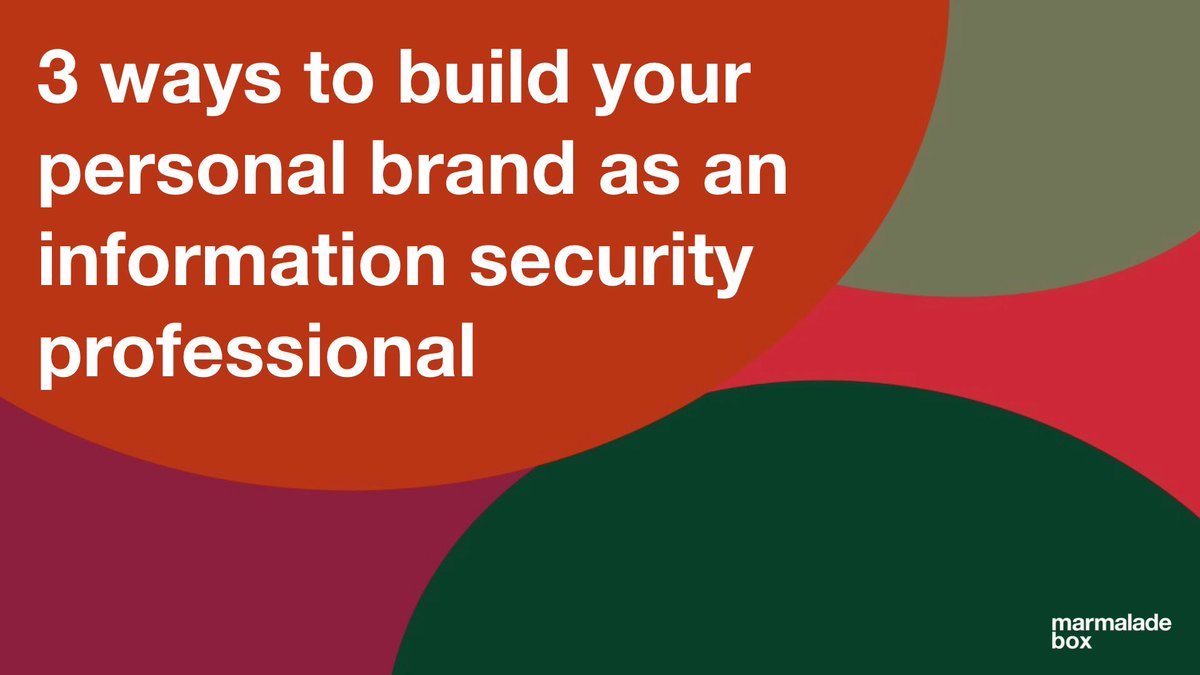 3 ways to build your
personal brand as an
information security
professional
marmalade
box